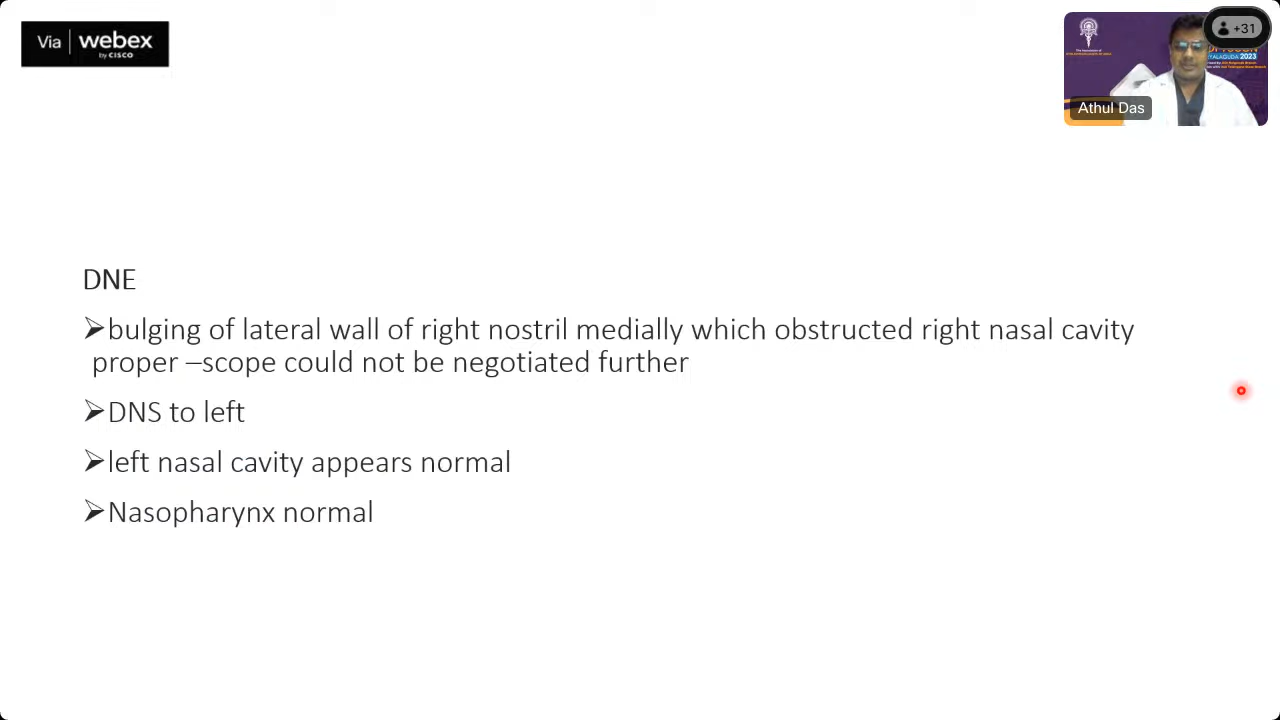 Via webex
by CISCO
+31
Athul Das
DNE
➢bulging of lateral wall of right nostril medially which obstructed right nasal cavity
proper –scope could not be negotiated further
➢DNS to left
➢left nasal cavity appears normal
➢Nasopharynx normal